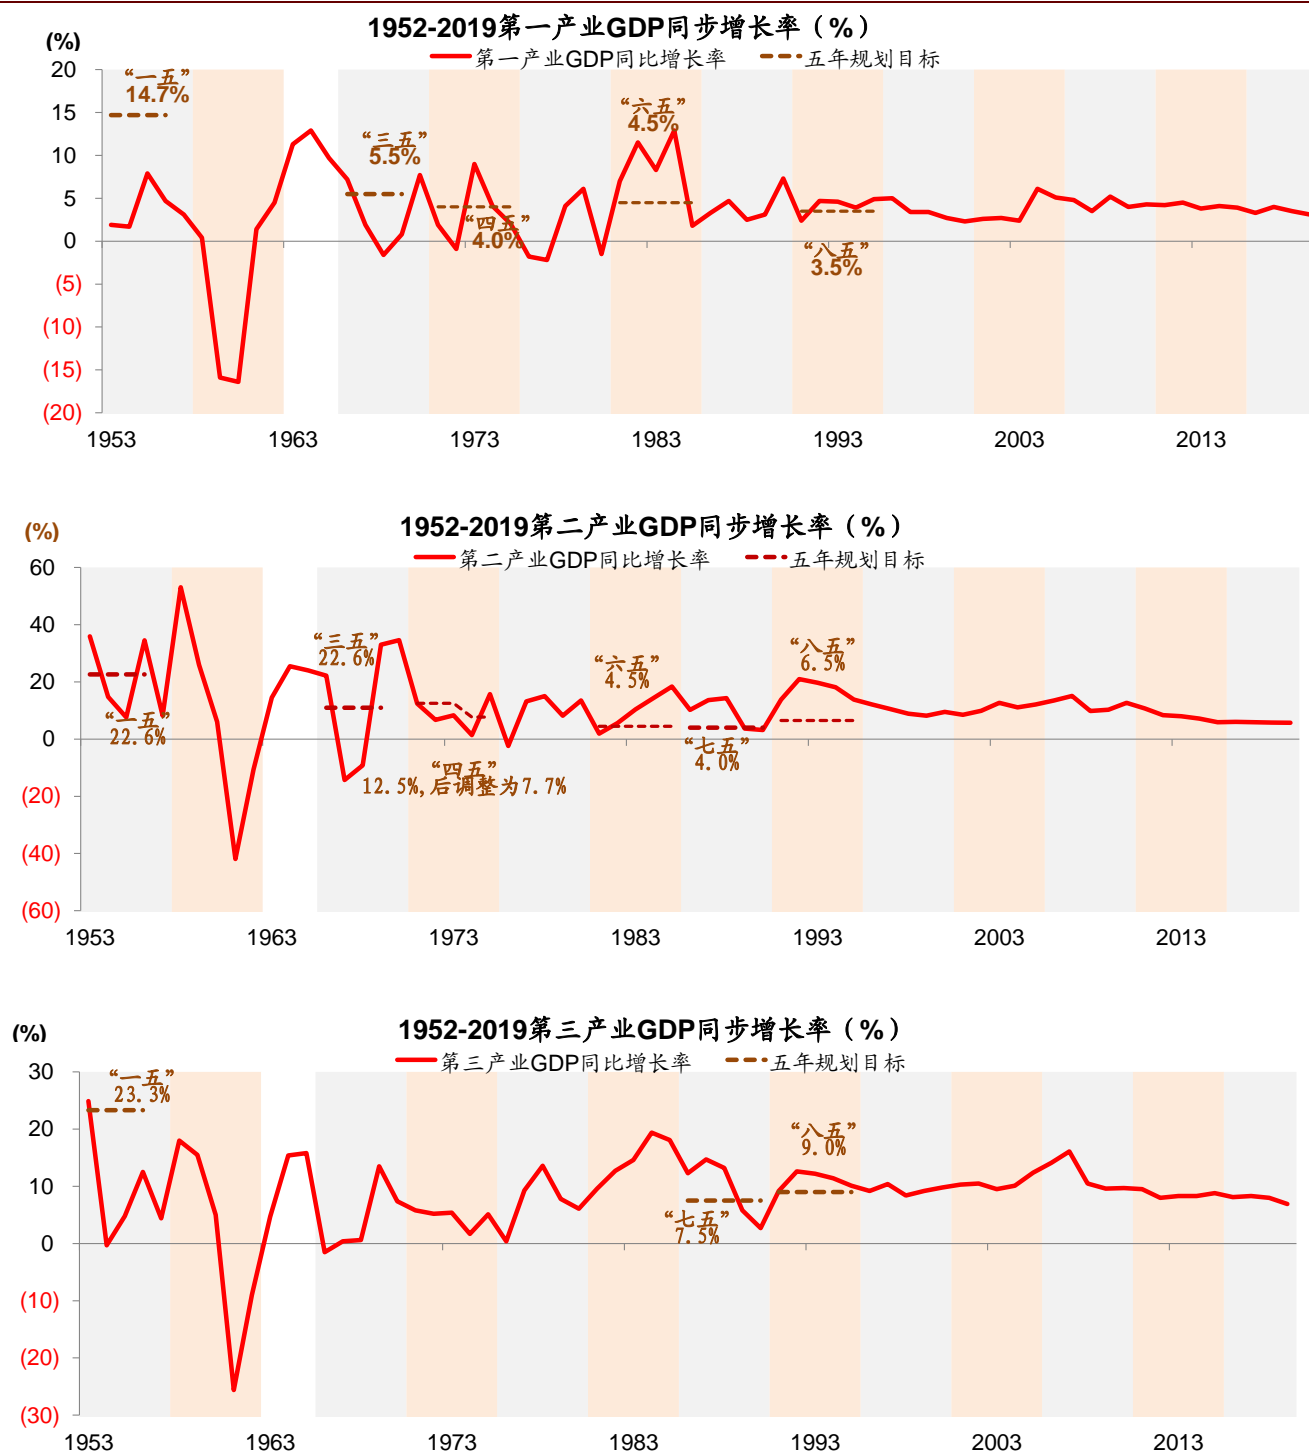 1952-2019第一产业GDP同步增长率（%）
(%)
第一产业GDP同比增长率 五年规划目标
20
15
10
5
0
(5)
(10)
(15)
(20)
“一五”
14.7%
“三五”
5.5%
“四五”
4.0%
“六五”
4.5%
“八五”
3.5%
1953 1963 1973 1983 1993 2003 2013
1952-2019第二产业GDP同步增长率（%）
(%)
第二产业GDP同比增长率 五年规划目标
60
40
20
0
(20)
(40)
(60)
“一五”
22.6%
“三五”
22.6%
“四五”
12.5%,后调整为7.7%
“六五”
4.5%
“七五”
4.0%
“八五”
6.5%
1953 1963 1973 1983 1993 2003 2013
1952-2019第三产业GDP同步增长率（%）
(%)
第三产业GDP同比增长率 五年规划目标
30
20
10
0
(10)
(20)
(30)
“一五”
23.3%
“七五”
7.5%
“八五”
9.0%
1953 1963 1973 1983 1993 2003 2013